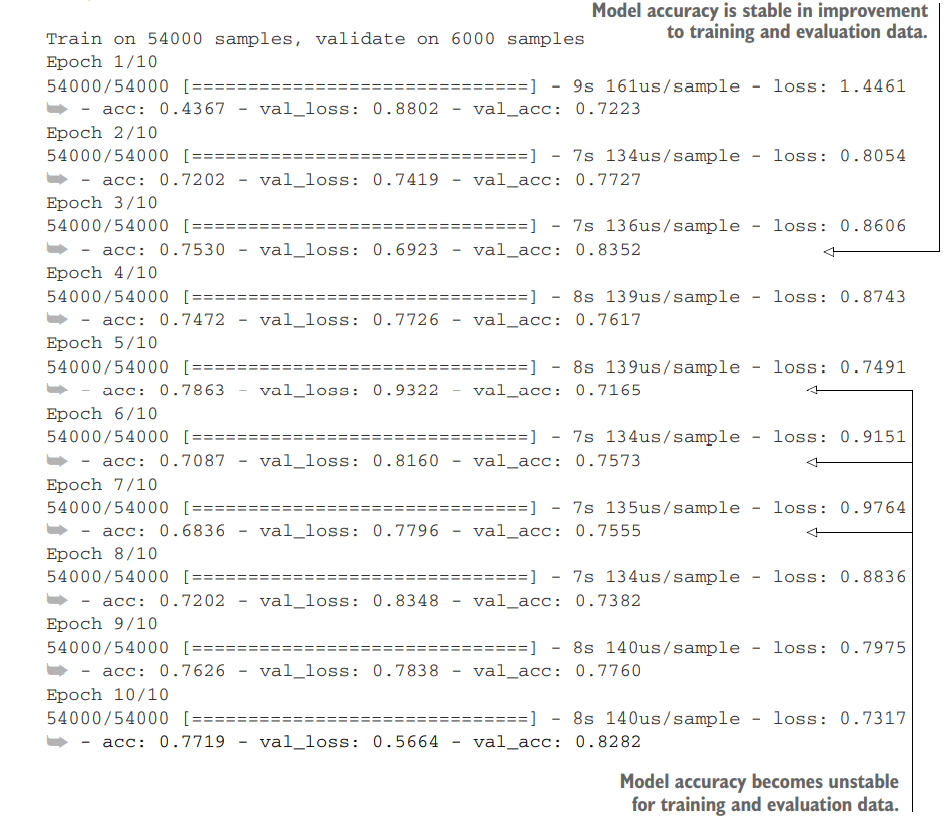 Model accuracy is stable in improvement
to training and evaluation data.
Train on 54000 samples, validate on 6000 samples
Epoch 1/10
54000/54000 [==============================] - 9s 161us/sample - loss: 1.4461
➥ - acc: 0.4367 - val_loss: 0.8802 - val_acc: 0.7223
Epoch 2/10
54000/54000 [==============================] - 7s 134us/sample - loss: 0.8054
➥ - acc: 0.7202 - val_loss: 0.7419 - val_acc: 0.7727
Epoch 3/10
54000/54000 [==============================] - 7s 136us/sample - loss: 0.8606
➥ - acc: 0.7530 - val_loss: 0.6923 - val_acc: 0.8352
Epoch 4/10
54000/54000 [==============================] - 8s 139us/sample - loss: 0.8743
➥ - acc: 0.7472 - val_loss: 0.7726 - val_acc: 0.7617
Epoch 5/10
54000/54000 [==============================] - 8s 139us/sample - loss: 0.7491
➥ - acc: 0.7863 - val_loss: 0.9322 - val_acc: 0.7165
Epoch 6/10
54000/54000 [==============================] - 7s 134us/sample - loss: 0.9151
➥ - acc: 0.7087 - val_loss: 0.8160 - val_acc: 0.7573
Epoch 7/10
54000/54000 [==============================] - 7s 135us/sample - loss: 0.9764
➥ - acc: 0.6836 - val_loss: 0.7796 - val_acc: 0.7555
Epoch 8/10
54000/54000 [==============================] - 7s 134us/sample - loss: 0.8836
➥ - acc: 0.7202 - val_loss: 0.8348 - val_acc: 0.7382
Epoch 9/10
54000/54000 [==============================] - 8s 140us/sample - loss: 0.7975
➥ - acc: 0.7626 - val_loss: 0.7838 - val_acc: 0.7760
Epoch 10/10
54000/54000 [==============================] - 8s 140us/sample - loss: 0.7317
➥ - acc: 0.7719 - val_loss: 0.5664 - val_acc: 0.8282
Model accuracy becomes unstable
for training and evaluation data.